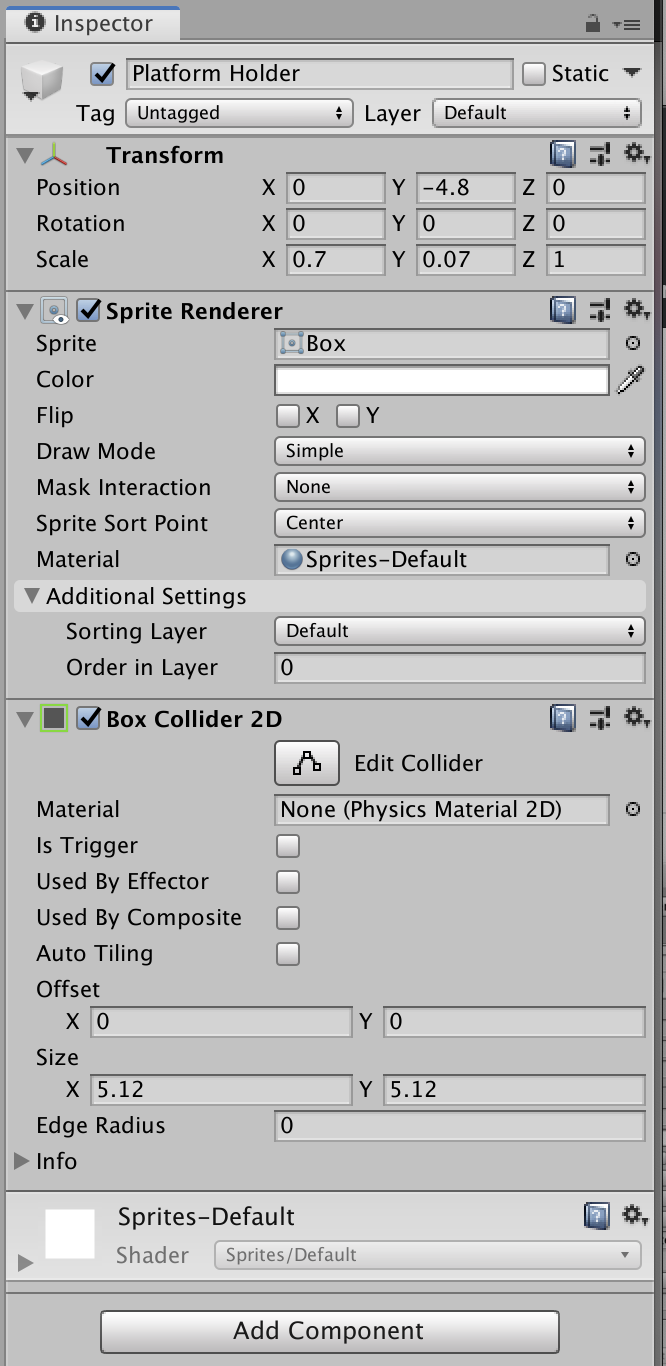 Inspector
Platform Holder Static
Tag Untagged Layer Default
Transform
Position X 0 Y -4.8 Z 0
Rotation X 0 Y 0 Z 0
Scale X 0.7 Y 0.07 Z 1
Sprite Renderer
Sprite Box
Color
Flip X Y
Draw Mode Simple
Mask Interaction None
Sprite Sort Point Center
Material Sprites-Default
Additional Settings
Sorting Layer Default
Order in Layer 0
Box Collider 2D
Edit Collider
Material None (Physics Material 2D)
Is Trigger
Used By Effector
Used By Composite
Auto Tiling
Offset
X 0 Y 0
Size
X 5.12 Y 5.12
Edge Radius 0
Info
Sprites-Default
Shader Sprites/Default
Add Component